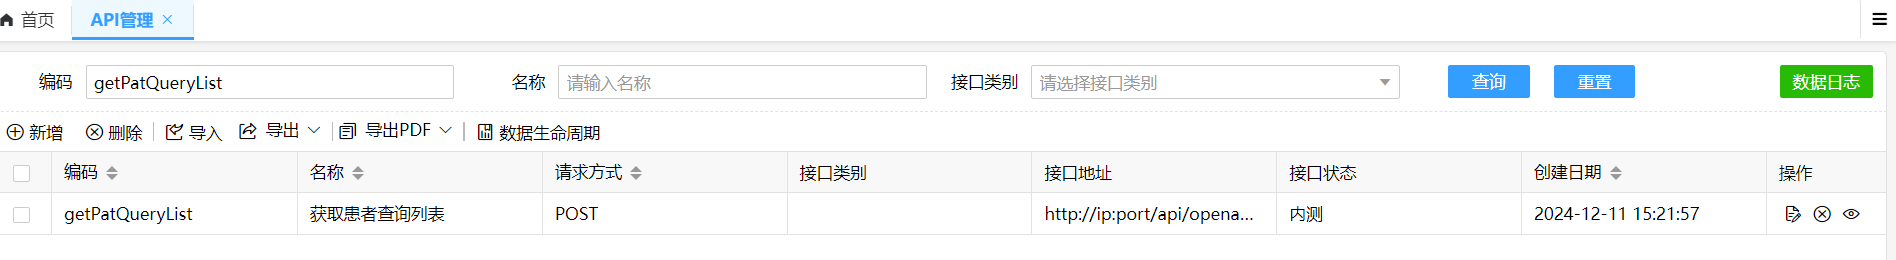 首页 API管理
编码 getPatQueryList 名称 请输入名称 接口类别 请选择接口类别 查询 重置 数据日志
新增 删除 导入 导出 导出PDF 数据生命周期
编码 名称 请求方式 接口类别 接口地址 接口状态 创建日期 操作
getPatQueryList 获取患者查询列表 POST http://ip:port/api/opena... 内测 2024-12-11 15:21:57